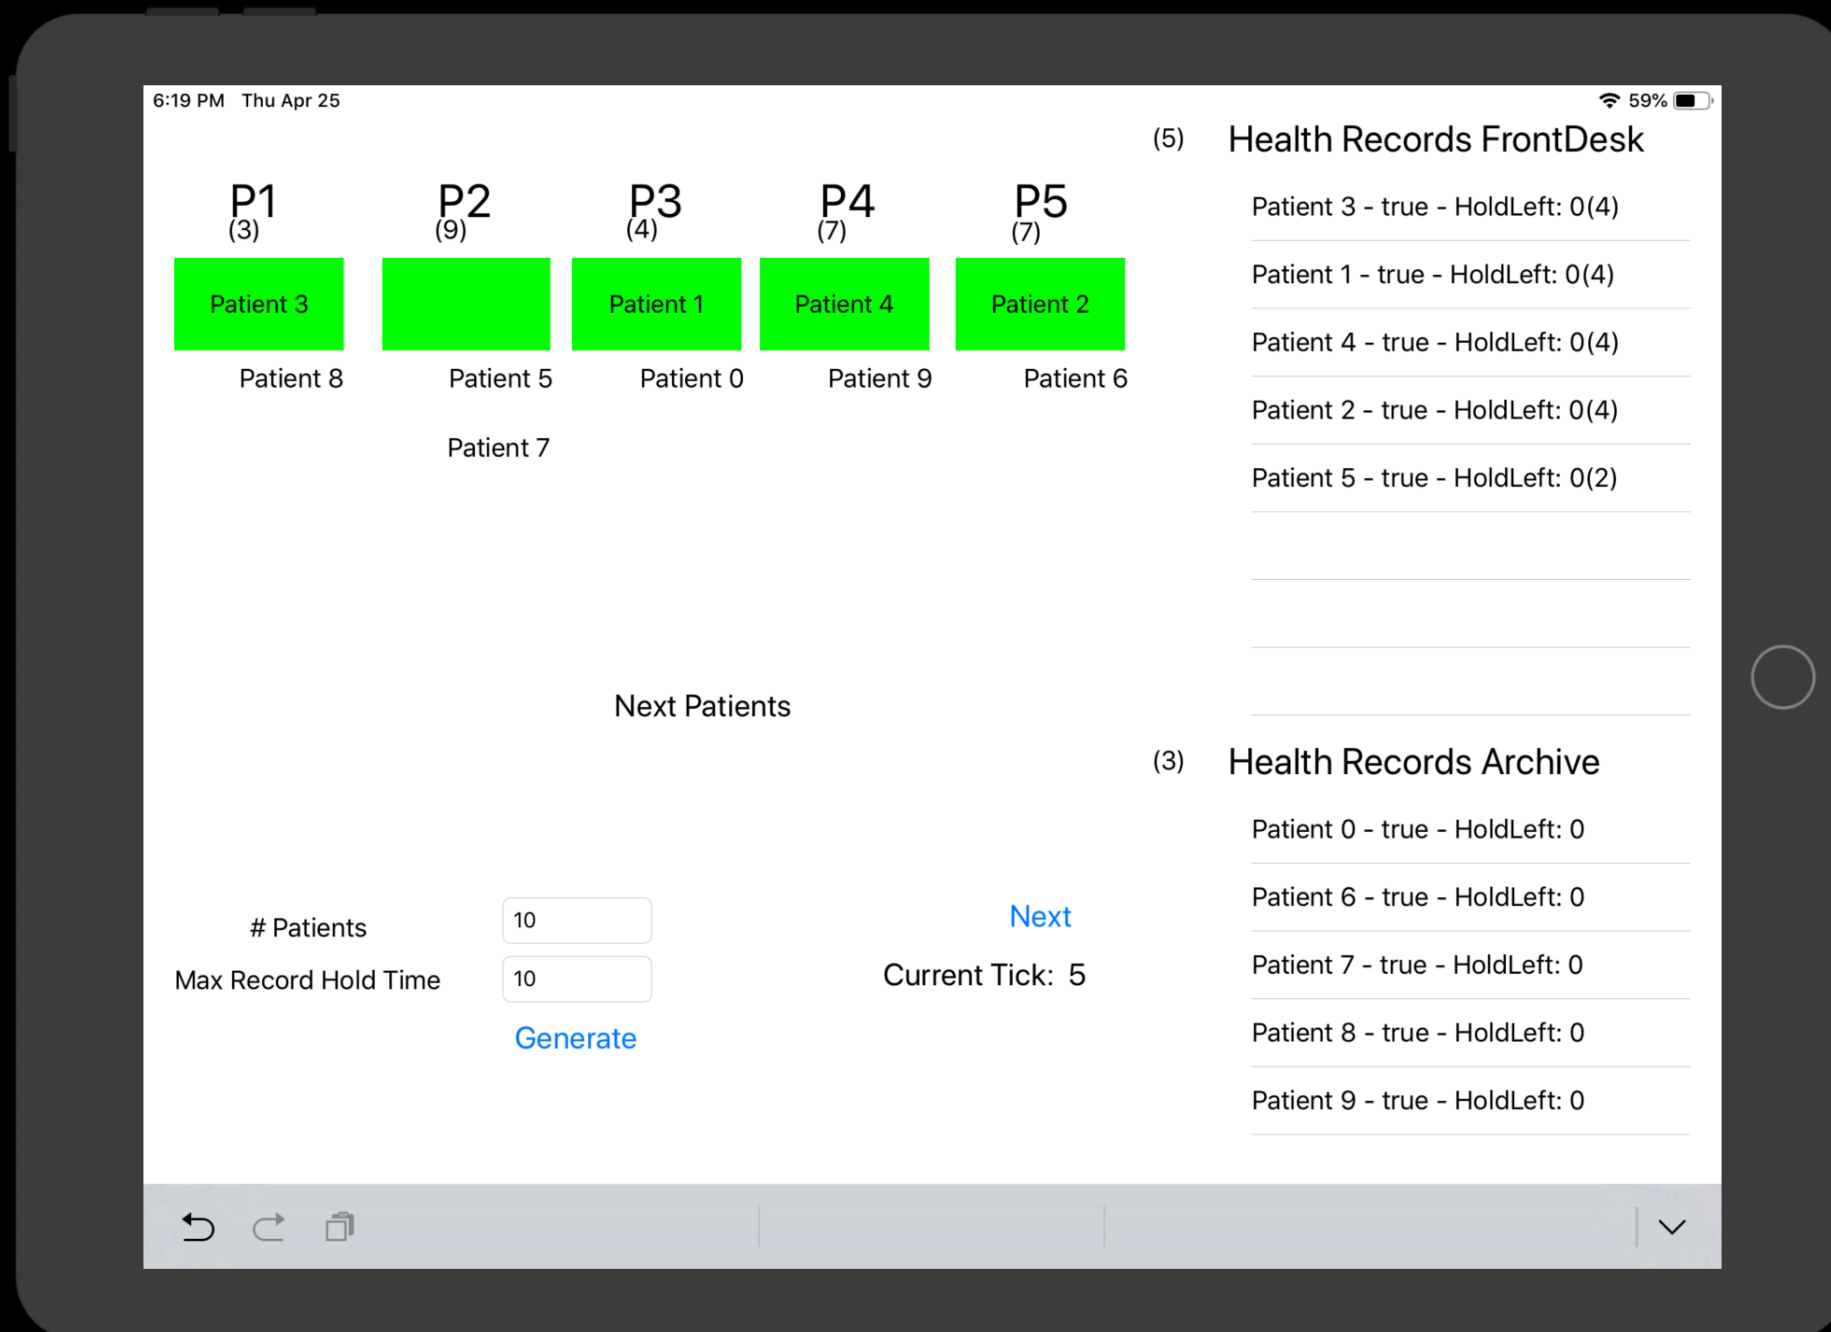 6:19 PM Thu Apr 25
59%
P1 P2 P3 P4 P5
(3) (9) (4) (7) (7)
Patient 3 Patient 1 Patient 4 Patient 2
Patient 8 Patient 5 Patient 0 Patient 9 Patient 6
Patient 7
Next Patients
# Patients 10
Max Record Hold Time 10
Generate
Next
Current Tick: 5
(5) Health Records FrontDesk
Patient 3 - true - HoldLeft: 0(4)
Patient 1 - true - HoldLeft: 0(4)
Patient 4 - true - HoldLeft: 0(4)
Patient 2 - true - HoldLeft: 0(4)
Patient 5 - true - HoldLeft: 0(2)
(3) Health Records Archive
Patient 0 - true - HoldLeft: 0
Patient 6 - true - HoldLeft: 0
Patient 7 - true - HoldLeft: 0
Patient 8 - true - HoldLeft: 0
Patient 9 - true - HoldLeft: 0